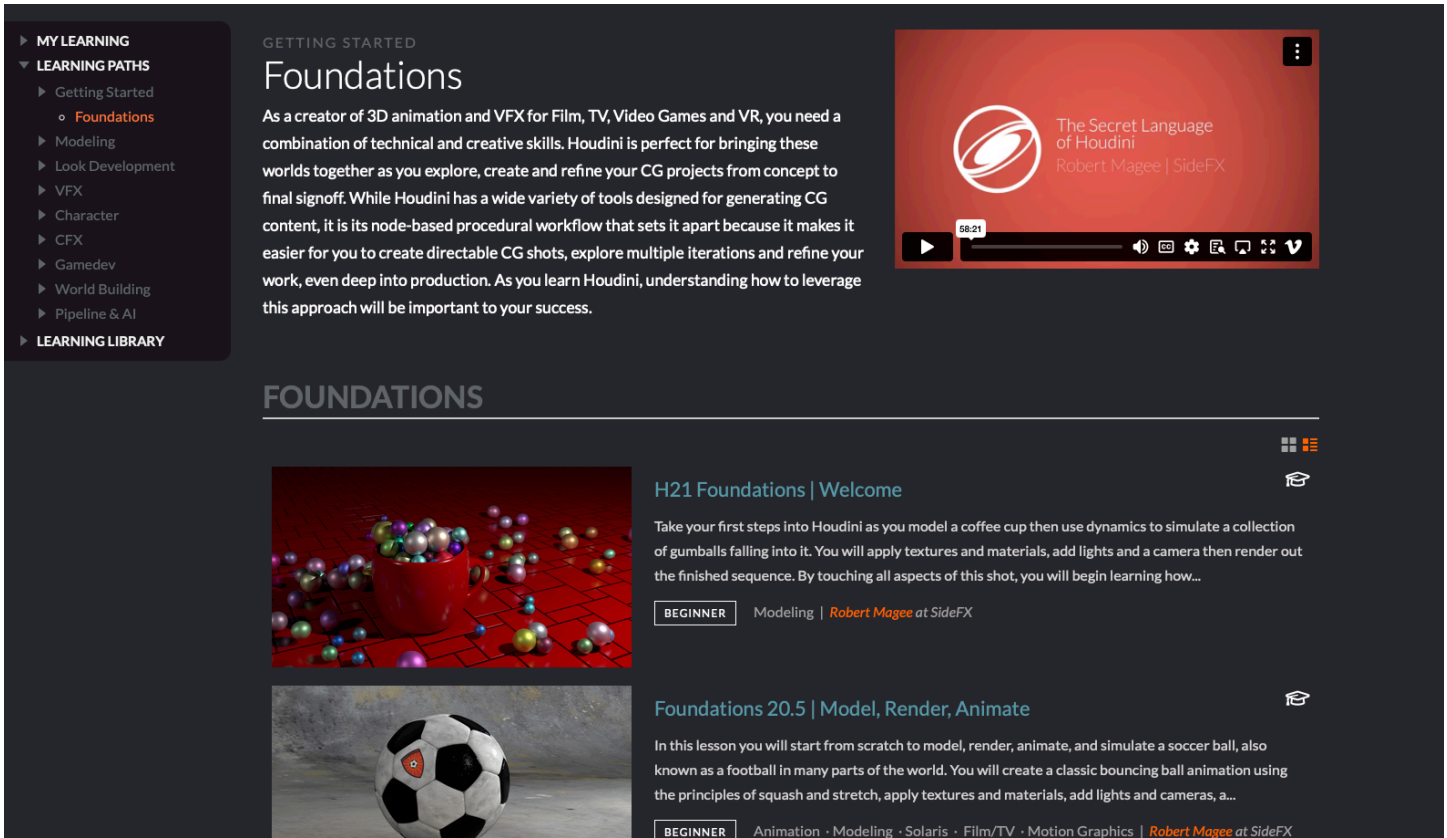 MY LEARNING
LEARNING PATHS
Getting Started
Foundations
Modeling
Look Development
VFX
Character
CFX
Gamedev
World Building
Pipeline & AI
LEARNING LIBRARY
GETTING STARTED
Foundations
As a creator of 3D animation and VFX for Film, TV, Video Games and VR, you need a
combination of technical and creative skills. Houdini is perfect for bringing these
worlds together as you explore, create and refine your CG projects from concept to
final signoff. While Houdini has a wide variety of tools designed for generating CG
content, it is its node-based procedural workflow that sets it apart because it makes it
easier for you to create directable CG shots, explore multiple iterations and refine your
work, even deep into production. As you learn Houdini, understanding how to leverage
this approach will be important to your success.
The Secret Language
of Houdini
Robert Magee | SideFX
58:21
CC
FOUNDATIONS
H21 Foundations | Welcome
Take your first steps into Houdini as you model a coffee cup then use dynamics to simulate a collection
of gumballs falling into it. You will apply textures and materials, add lights and a camera then render out
the finished sequence. By touching all aspects of this shot, you will begin learning how...
BEGINNER Modeling | Robert Magee at SideFX
Foundations 20.5 | Model, Render, Animate
In this lesson you will start from scratch to model, render, animate, and simulate a soccer ball, also
known as a football in many parts of the world. You will create a classic bouncing ball animation using
the principles of squash and stretch, apply textures and materials, add lights and cameras, a...
BEGINNER Animation · Modeling · Solaris · Film/TV · Motion Graphics | Robert Magee at SideFX